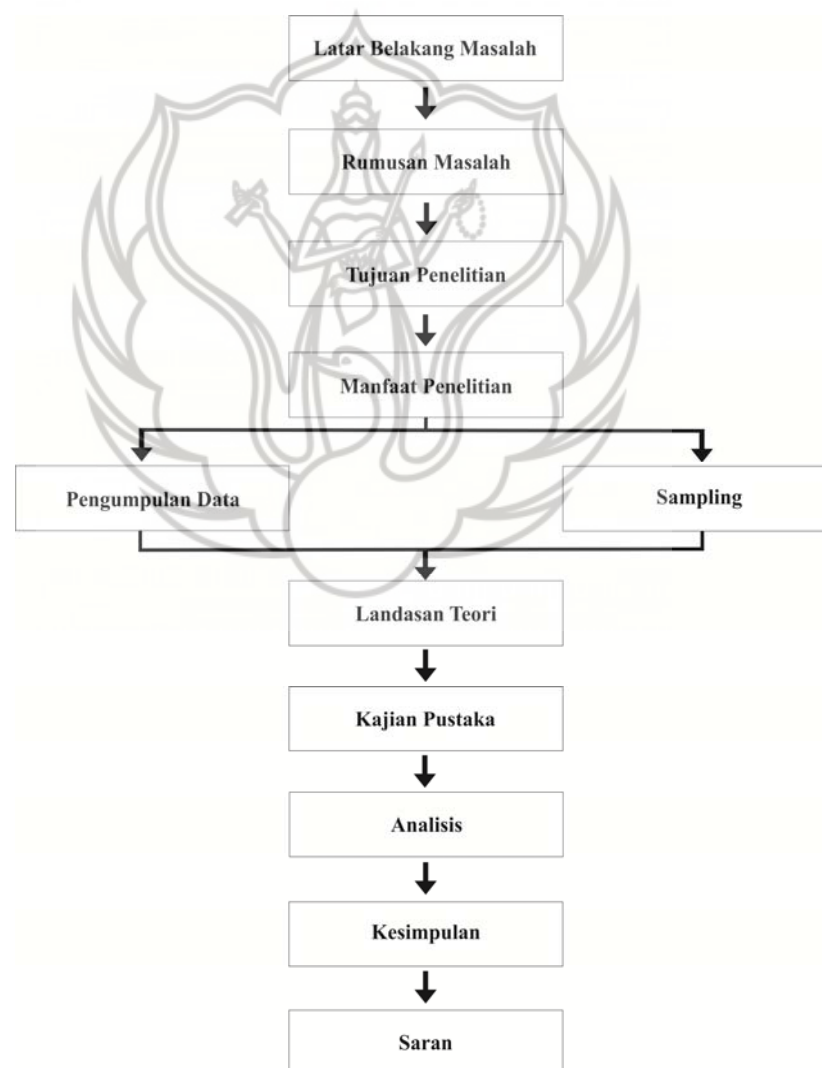 Latar Belakang Masalah
Rumusan Masalah
Tujuan Penelitian
Manfaat Penelitian
Pengumpulan Data
Sampling
Landasan Teori
Kajian Pustaka
Analisis
Kesimpulan
Saran